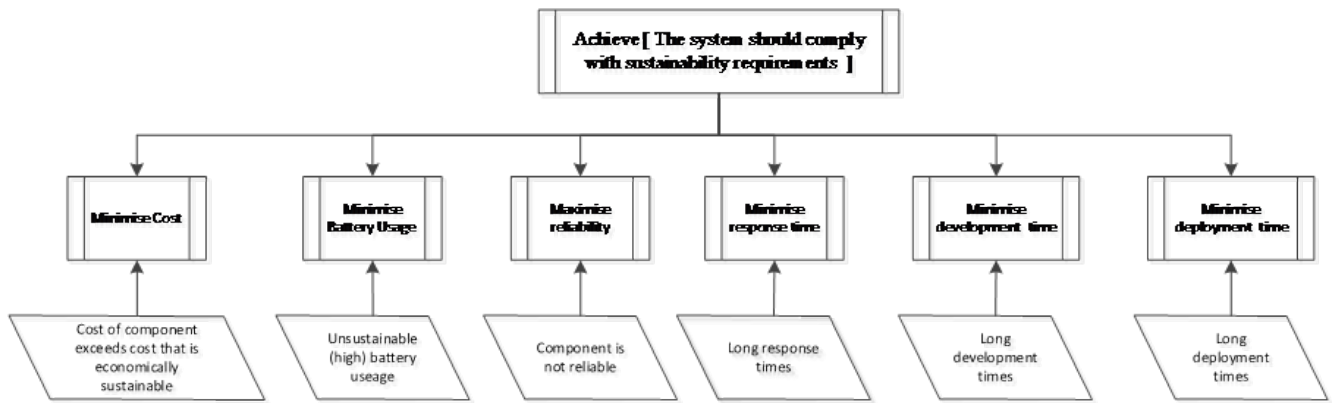 Achieve [ The system should comply
with sustainability requirements ]
Minimise Cost
Minimise
Battery Usage
Maximise
reliability
Minimise
response time
Minimise
development time
Minimise
deployment time
Cost of component
exceeds cost that is
economically
sustainable
Unsustainable
(high) battery
useage
Component is
not reliable
Long response
times
Long
development
times
Long
deployment
times